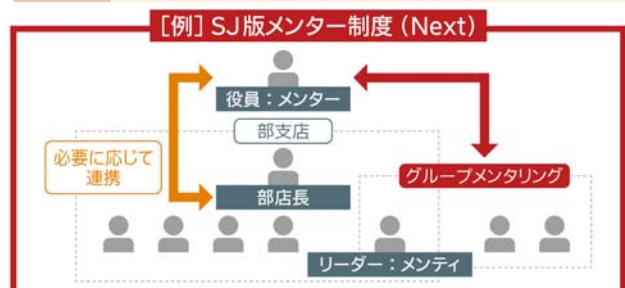 [例] SJ版メンター制度 (Next)
役員：メンター
部支店
必要に応じて
連携
部店長
グループメンタリング
リーダー：メンティ